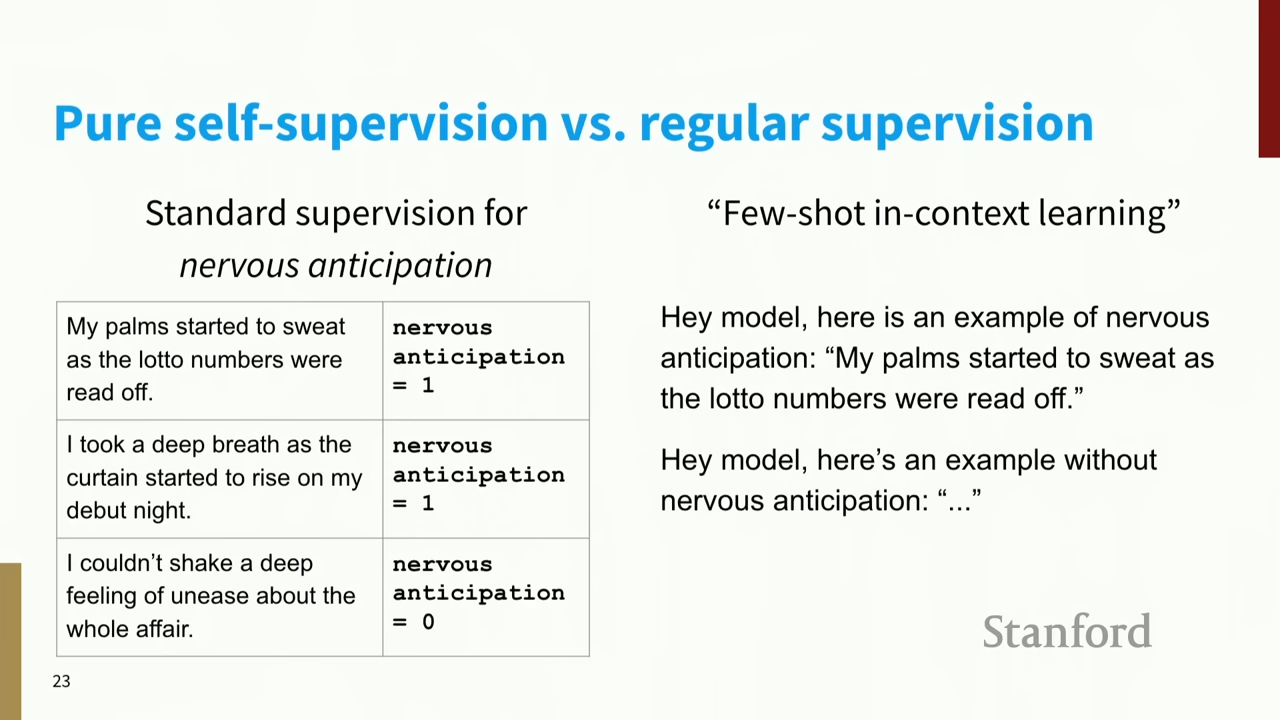 Pure self-supervision vs. regular supervision
Standard supervision for
nervous anticipation
My palms started to sweat
as the lotto numbers were
read off.
nervous
anticipation
= 1
I took a deep breath as the
curtain started to rise on my
debut night.
nervous
anticipation
= 1
I couldn’t shake a deep
feeling of unease about the
whole affair.
nervous
anticipation
= 0
“Few-shot in-context learning”
Hey model, here is an example of nervous
anticipation: “My palms started to sweat as
the lotto numbers were read off.”
Hey model, here’s an example without
nervous anticipation: “...”
Stanford
23